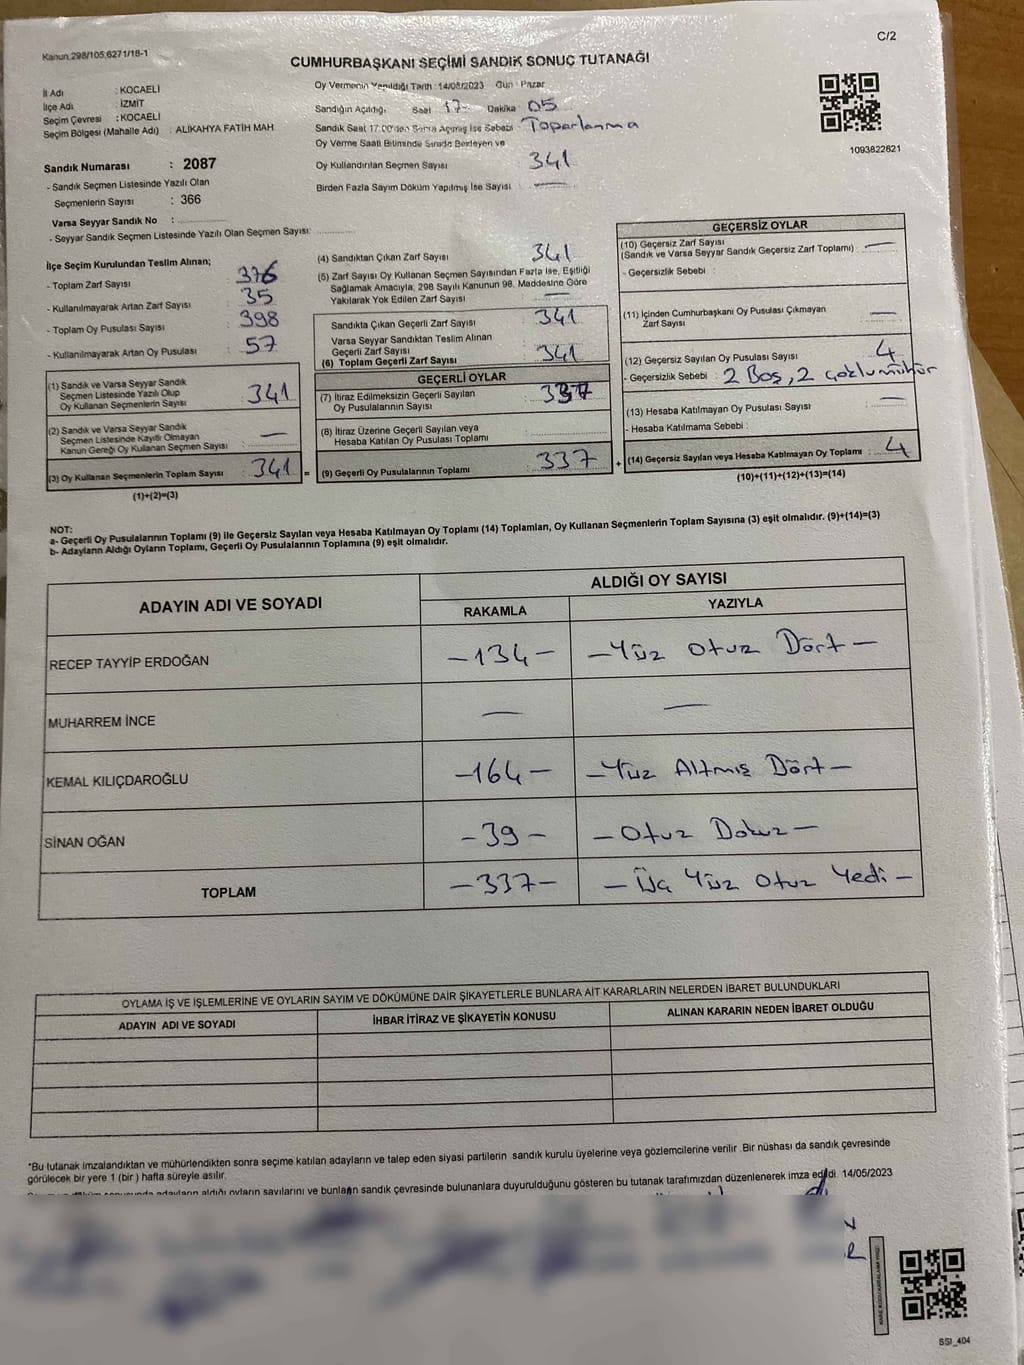 Kanun:298/105;6271/18-1
C/2
CUMHURBAŞKANI SEÇİMİ SANDIK SONUÇ TUTANAĞI
İl Adı : KOCAELİ
İlçe Adı : İZMİT
Seçim Çevresi : KOCAELİ
Seçim Bölgesi (Mahalle Adı) : ALİKAHYA FATİH MAH.
Oy Vermenin Yapıldığı Tarih :14/05/2023 Gün : Pazar
Sandığın Açıldığı, Saat 17 Dakika 05
Sandık Saat 17:00'den Sonra Açılmış İse Sebebi : Toparlanma
Oy Verme Saati Bitiminde Sırada Bekleyen ve
Oy Kullandırılan Seçmen Sayısı 341
Birden Fazla Sayım Döküm Yapılmış İse Sayısı : —
1093822621
Sandık Numarası : 2087
- Sandık Seçmen Listesinde Yazılı Olan
Seçmenlerin Sayısı : 366
Varsa Seyyar Sandık No :
- Seyyar Sandık Seçmen Listesinde Yazılı Olan Seçmen Sayısı:
İlçe Seçim Kurulundan Teslim Alınan;
- Toplam Zarf Sayısı : 376
- Kullanılmayarak Artan Zarf Sayısı : 35
- Toplam Oy Pusulası Sayısı : 398
- Kullanılmayarak Artan Oy Pusulası : 57
(1) Sandık ve Varsa Seyyar Sandık
Seçmen Listesinde Yazılı Olup
Oy Kullanan Seçmenlerin Sayısı : 341
(2) Sandık ve Varsa Seyyar Sandık
Seçmen Listesinde Kayıtlı Olmayan
Kanun Gereği Oy Kullanan Seçmen Sayısı : —
(3) Oy Kullanan Seçmenlerin Toplam Sayısı : 341 =
(1)+(2)=(3)
(4) Sandıktan Çıkan Zarf Sayısı : 341
(5) Zarf Sayısı Oy Kullanan Seçmen Sayısından Fazla İse, Eşitliği
Sağlamak Amacıyla, 298 Sayılı Kanunun 98. Maddesine Göre
Yakılarak Yok Edilen Zarf Sayısı : —
Sandıkta Çıkan Geçerli Zarf Sayısı : 341
Varsa Seyyar Sandıktan Teslim Alınan
Geçerli Zarf Sayısı
(6) Toplam Geçerli Zarf Sayısı : 341
GEÇERLİ OYLAR
(7) İtiraz Edilmeksizin Geçerli Sayılan
Oy Pusulalarının Sayısı : 337
(8) İtiraz Üzerine Geçerli Sayılan veya
Hesaba Katılan Oy Pusulası Toplamı :
(9) Geçerli Oy Pusulalarının Toplamı : 337 +
GEÇERSİZ OYLAR
(10) Geçersiz Zarf Sayısı
(Sandık ve Varsa Seyyar Sandık Geçersiz Zarf Toplamı) : —
- Geçersizlik Sebebi :
(11) İçinden Cumhurbaşkanı Oy Pusulası Çıkmayan
Zarf Sayısı : —
(12) Geçersiz Sayılan Oy Pusulası Sayısı : 4
- Geçersizlik Sebebi : 2 Boş, 2 çoklumühür
(13) Hesaba Katılmayan Oy Pusulası Sayısı : —
- Hesaba Katılmama Sebebi :
(14) Geçersiz Sayılan veya Hesaba Katılmayan Oy Toplamı : 4
(10)+(11)+(12)+(13)=(14)
NOT:
a- Geçerli Oy Pusulalarının Toplamı (9) ile Geçersiz Sayılan veya Hesaba Katılmayan Oy Toplamı (14) Toplamları, Oy Kullanan Seçmenlerin Toplam Sayısına (3) eşit olmalıdır. (9)+(14)=(3)
b- Adayların Aldığı Oyların Toplamı, Geçerli Oy Pusulalarının Toplamına (9) eşit olmalıdır.
ADAYIN ADI VE SOYADI ALDIĞI OY SAYISI
RAKAMLA YAZIYLA
RECEP TAYYİP ERDOĞAN -134- -Yüz Otuz Dört-
MUHARREM İNCE — —
KEMAL KILIÇDAROĞLU -164- -Yüz Altmış Dört-
SİNAN OĞAN -39- -Otuz Dokuz-
TOPLAM -337- -Üç Yüz Otuz Yedi-
OYLAMA İŞ VE İŞLEMLERİNE VE OYLARIN SAYIM VE DÖKÜMÜNE DAİR ŞİKAYETLERLE BUNLARA AİT KARARLARIN NELERDEN İBARET BULUNDUKLARI
ADAYIN ADI VE SOYADI İHBAR İTİRAZ VE ŞİKAYETİN KONUSU ALINAN KARARIN NEDEN İBARET OLDUĞU
*Bu tutanak imzalandıktan ve mühürlendikten sonra seçime katılan adayların ve talep eden siyasi partilerin sandık kurulu üyelerine veya gözlemcilerine verilir. Bir nüshası da sandık çevresinde
görülecek bir yere 1 (bir ) hafta süreyle asılır.
adayların aldığı oyların sayılarını ve bunların sandık çevresinde bulunanlara duyurulduğunu gösteren bu tutanak tarafımızdan düzenlenerek imza edildi. 14/05/2023
SSI_404